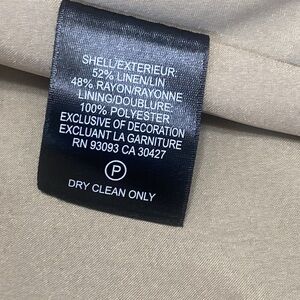 SHELL/EXTERIEUR:
52% LINEN/LIN
48% RAYON/RAYONNE
LINING/DOUBLURE
100% POLYESTER
EXCLUSIVE OF DECORATION
EXCLUANT LA GARNITURE
RN 93093 CA 30427
P
DRY CLEAN ONLY